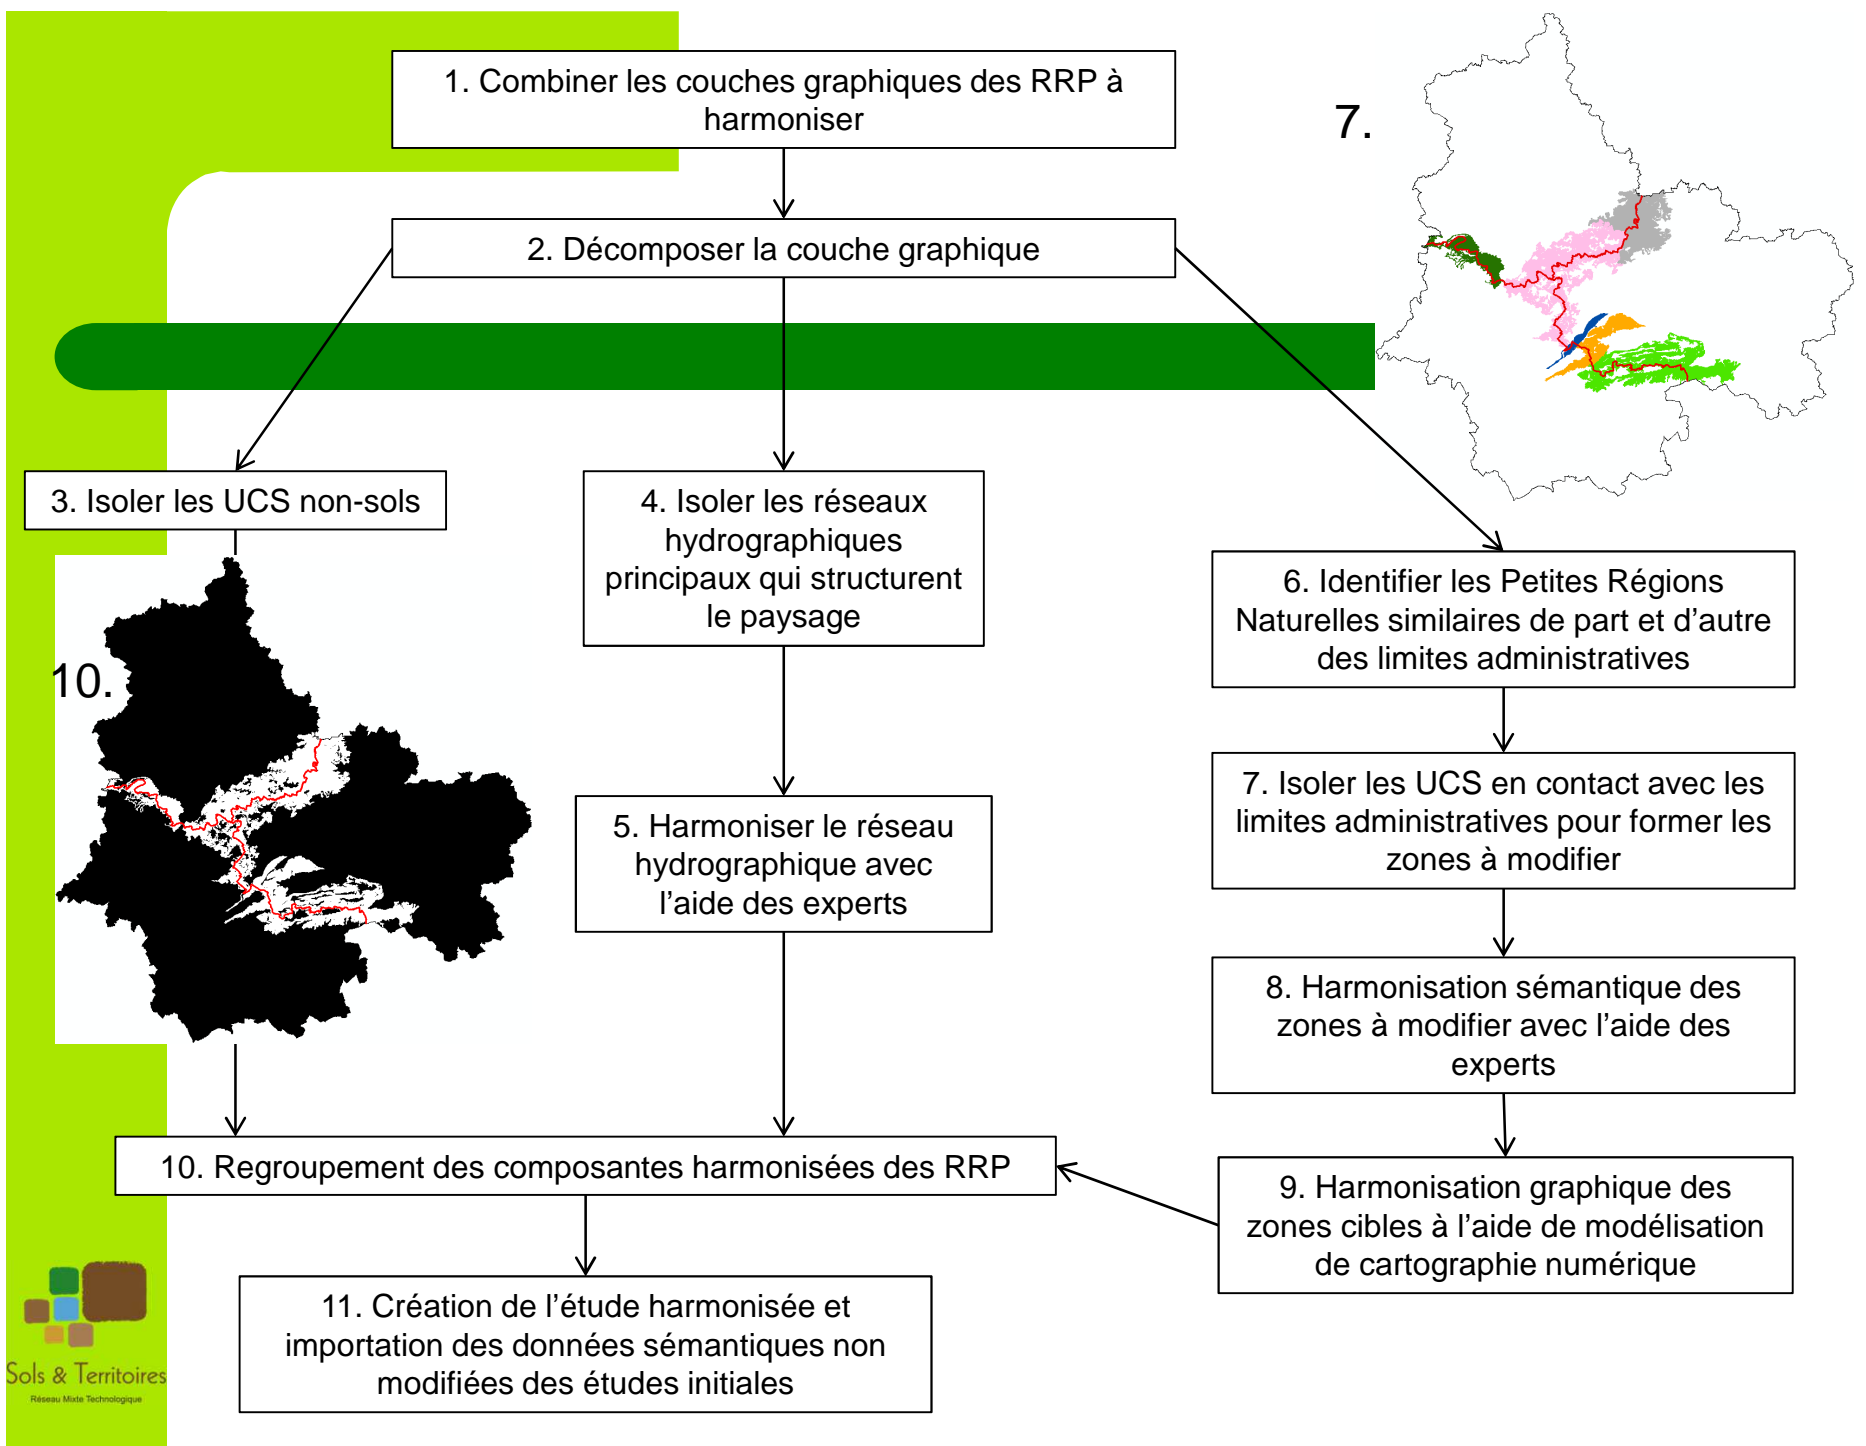 1. Combiner les couches graphiques des RRP à
harmoniser
7.
2. Décomposer la couche graphique
3. Isoler les UCS non-sols
4. Isoler les réseaux
hydrographiques
principaux qui structurent
le paysage
6. Identifier les Petites Régions
Naturelles similaires de part et d’autre
des limites administratives
10.
7. Isoler les UCS en contact avec les
limites administratives pour former les
zones à modifier
5. Harmoniser le réseau
hydrographique avec
l’aide des experts
8. Harmonisation sémantique des
zones à modifier avec l’aide des
experts
10. Regroupement des composantes harmonisées des RRP
9. Harmonisation graphique des
zones cibles à l’aide de modélisation
de cartographie numérique
11. Création de l’étude harmonisée et
importation des données sémantiques non
modifiées des études initiales
Sols & Territoires
Réseau Mixte Technologique